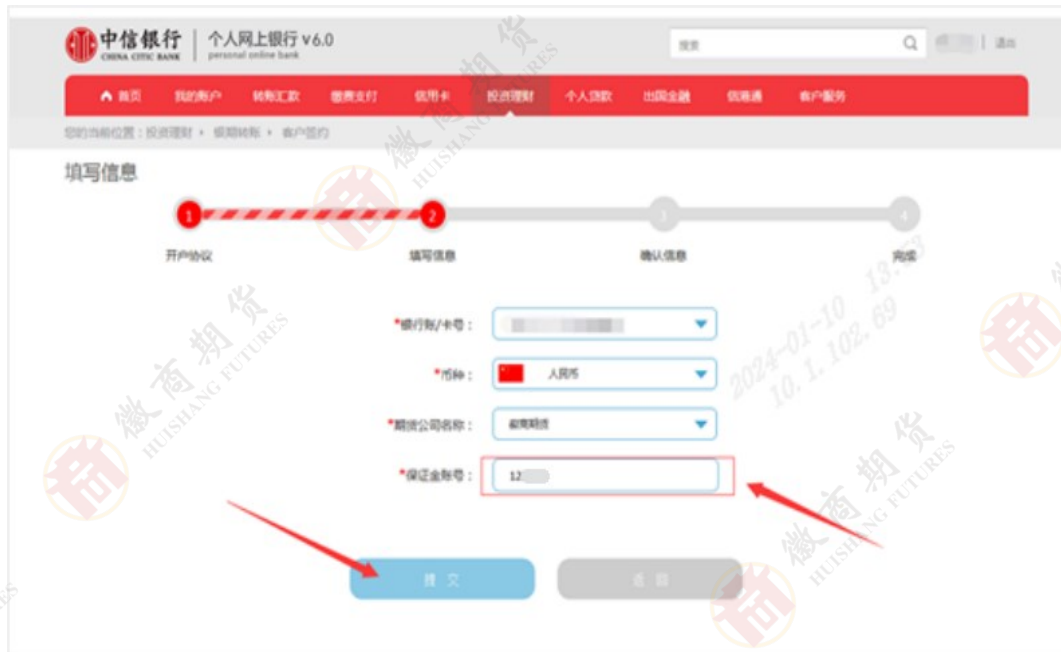 中信银行 个人网上银行 v6.0
CHINA CITIC BANK personal online bank
搜索
退出
首页 我的账户 转账汇款 缴费支付 信用卡 投资理财 个人贷款 出国金融 信港通 客户服务
您的当前位置：投资理财 › 银期转账 › 客户签约
填写信息
1 2 3 4
开户协议 填写信息 确认信息 完成
*银行账/卡号：
*币种： 人民币
*期货公司名称： 徽商期货
*保证金账号： 12
提 交 返 回
徽商期货
HUISHANG FUTURES
2024-01-10 13:53
10.1.102.69